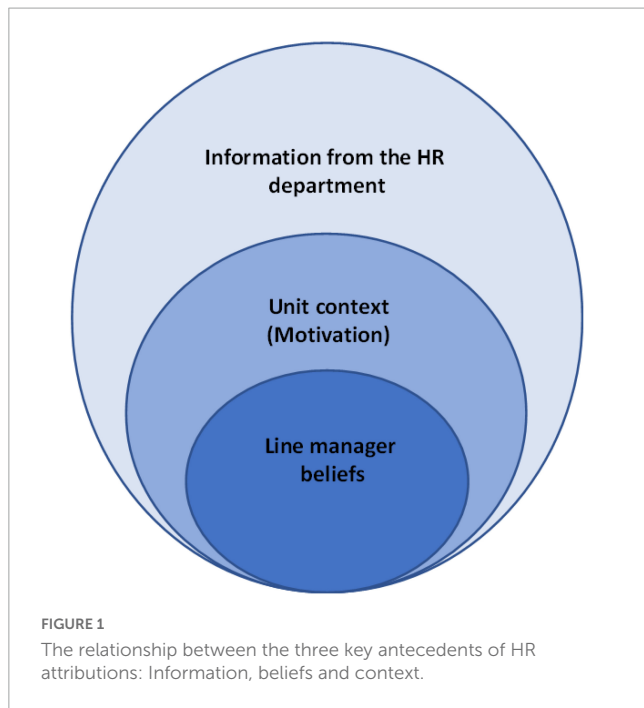 Information from the HR
department
Unit context
(Motivation)
Line manager
beliefs
FIGURE 1
The relationship between the three key antecedents of HR
attributions: Information, beliefs and context.